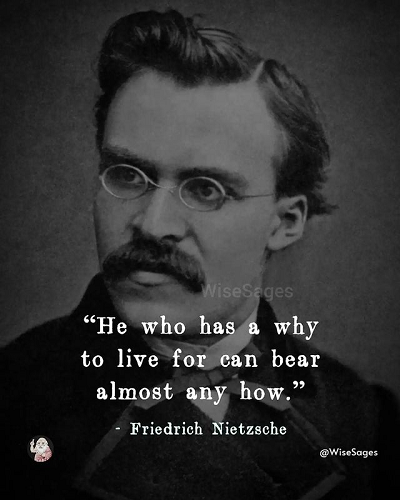 WiseSages
“He who has a why
to live for can bear
almost any how.”
- Friedrich Nietzsche
@WiseSages